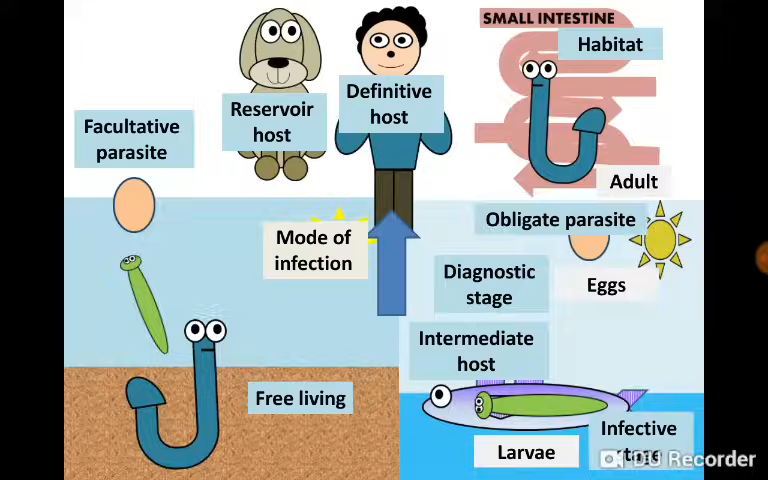 SMALL INTESTINE
Habitat
Definitive
host
Reservoir
host
Facultative
parasite
Adult
Obligate parasite
Mode of
infection
Diagnostic
stage
Eggs
Intermediate
host
Free living
Larvae
Infective
stage
DU Recorder